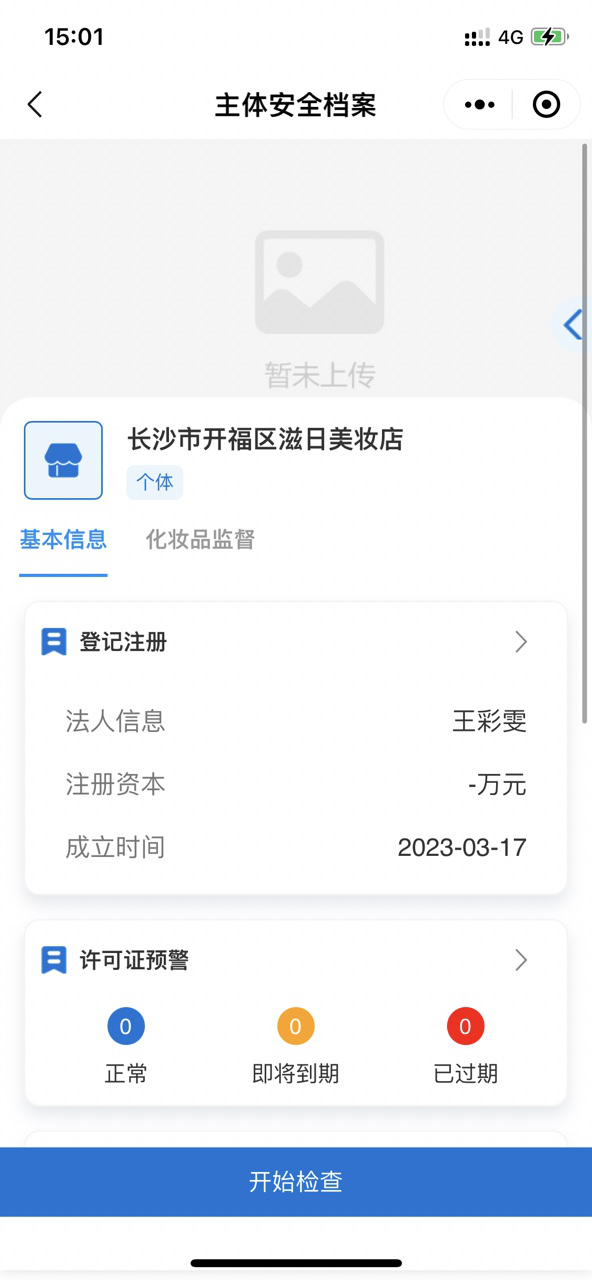 15:01
4G
主体安全档案
暂未上传
长沙市开福区滋日美妆店
个体
基本信息 化妆品监督
登记注册
法人信息 王彩雯
注册资本 -万元
成立时间 2023-03-17
许可证预警
0 0 0
正常 即将到期 已过期
开始检查